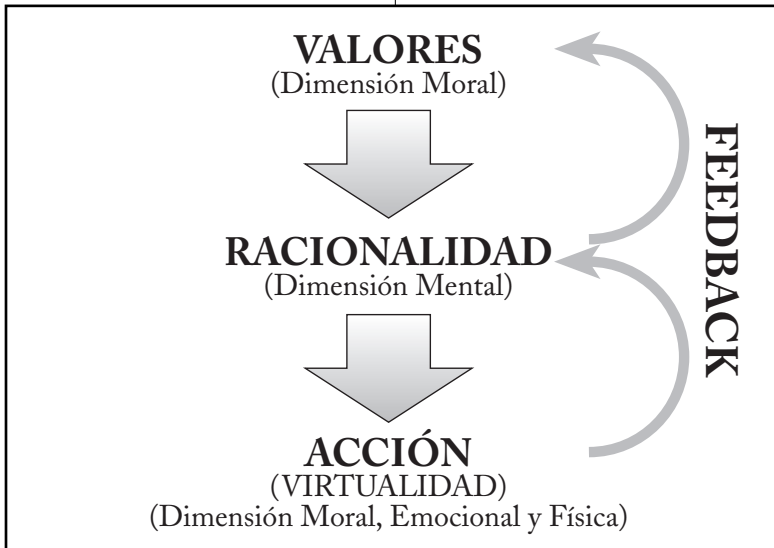 VALORES
(Dimensión Moral)
RACIONALIDAD
(Dimensión Mental)
ACCIÓN
(VIRTUALIDAD)
(Dimensión Moral, Emocional y Física)
FEEDBACK